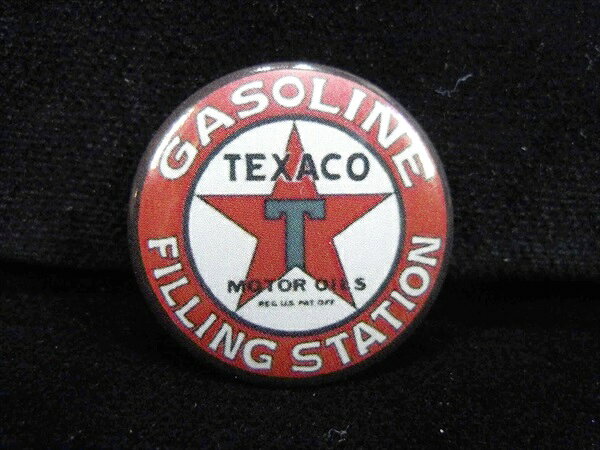 GASOLINE
TEXACO
T
MOTOR OILS
REG. U.S. PAT. OFF
FILLING STATION